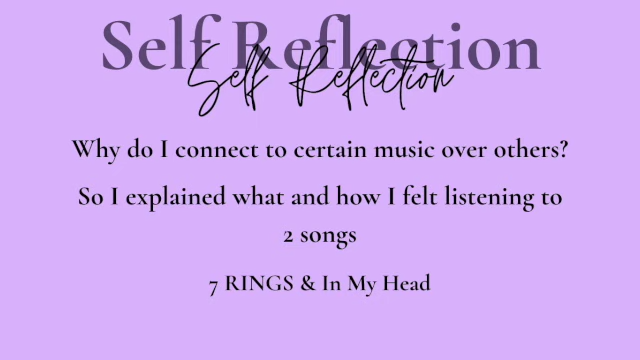 Self Reflection
Self Reflection
Why do I connect to certain music over others?
So I explained what and how I felt listening to
2 songs
7 RINGS & In My Head